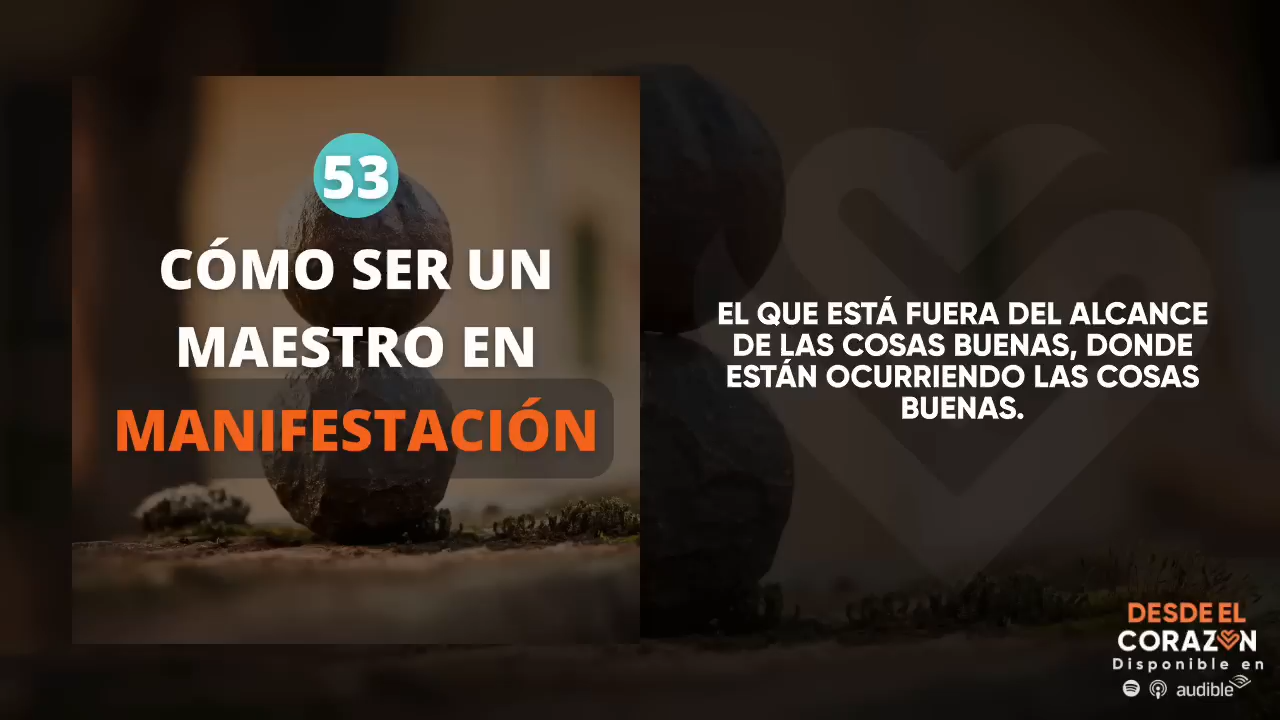 53
CÓMO SER UN
MAESTRO EN
MANIFESTACIÓN
EL QUE ESTÁ FUERA DEL ALCANCE
DE LAS COSAS BUENAS, DONDE
ESTÁN OCURRIENDO LAS COSAS
BUENAS.
DESDE EL
CORAZÓN
Disponible en
audible